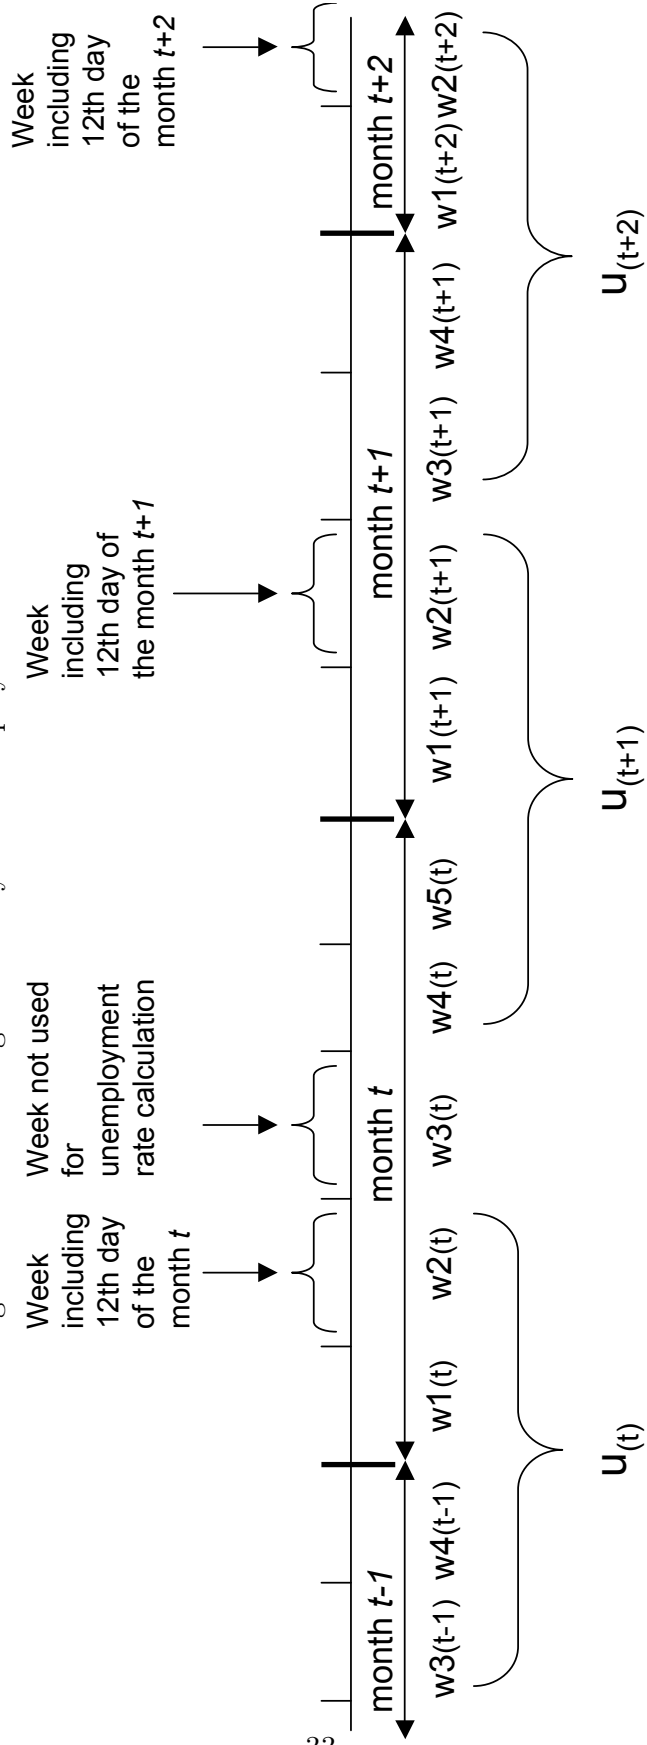 Week
including
12th day
of the
month t
Week not used
for
unemployment
rate calculation
Week
including
12th day of
the month t+1
Week
including
12th day
of the
month t+2
month t-1
month t
month t+1
month t+2
w3(t-1)
w4(t-1)
w1(t)
w2(t)
w3(t)
w4(t)
w5(t)
w1(t+1)
w2(t+1)
w3(t+1)
w4(t+1)
w1(t+2)
w2(t+2)
u(t)
u(t+1)
u(t+2)